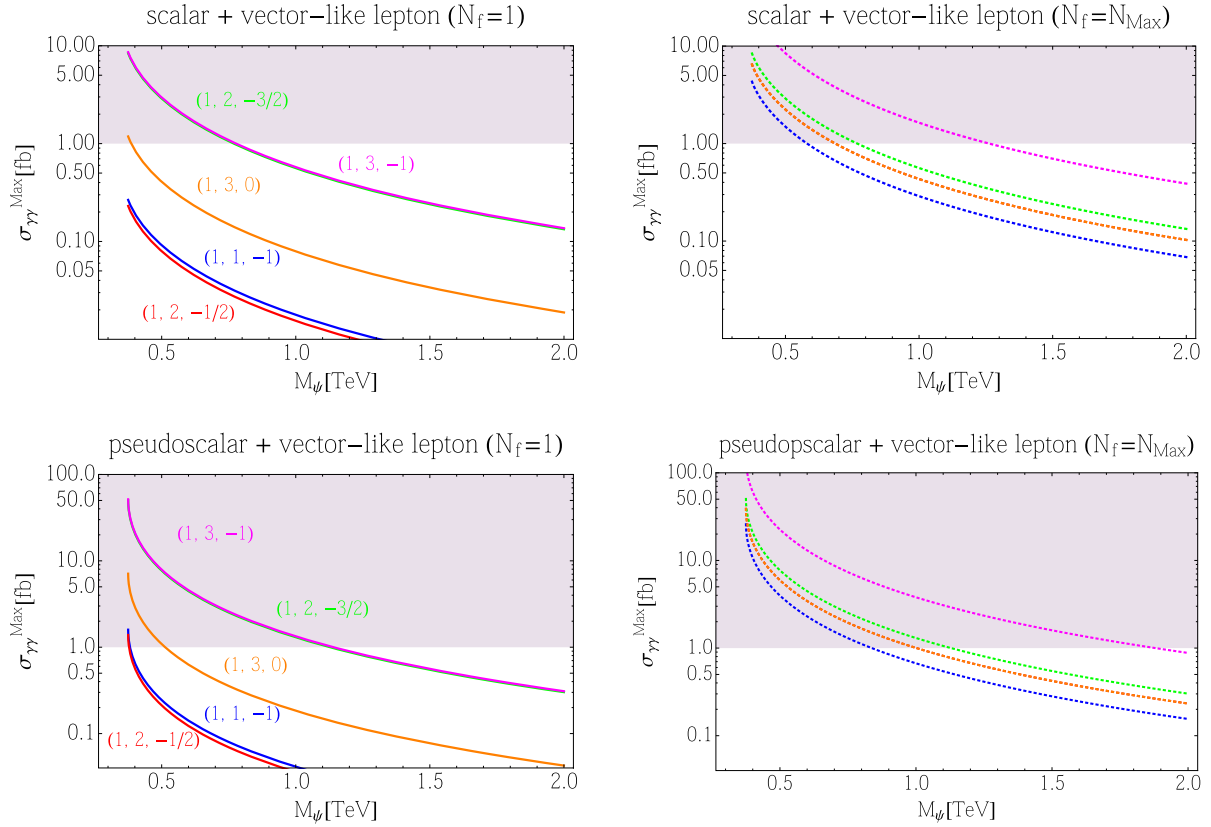 scalar + vector-like lepton (N_f=1)
10.00
5.00
1.00
0.50
0.10
0.05
σγγ^Max[fb]
(1, 2, −3/2)
(1, 3, −1)
(1, 3, 0)
(1, 1, −1)
(1, 2, −1/2)
0.5
1.0
1.5
2.0
M_ψ[TeV]
scalar + vector-like lepton (N_f=N_Max)
10.00
5.00
1.00
0.50
0.10
0.05
σγγ^Max[fb]
0.5
1.0
1.5
2.0
M_ψ[TeV]
pseudoscalar + vector-like lepton (N_f=1)
100.0
50.0
10.0
5.0
1.0
0.5
0.1
σγγ^Max[fb]
(1, 3, −1)
(1, 2, −3/2)
(1, 3, 0)
(1, 1, −1)
(1, 2, −1/2)
0.5
1.0
1.5
2.0
M_ψ[TeV]
pseudopscalar + vector-like lepton (N_f=N_Max)
100.0
50.0
10.0
5.0
1.0
0.5
0.1
σγγ^Max[fb]
0.5
1.0
1.5
2.0
M_ψ[TeV]